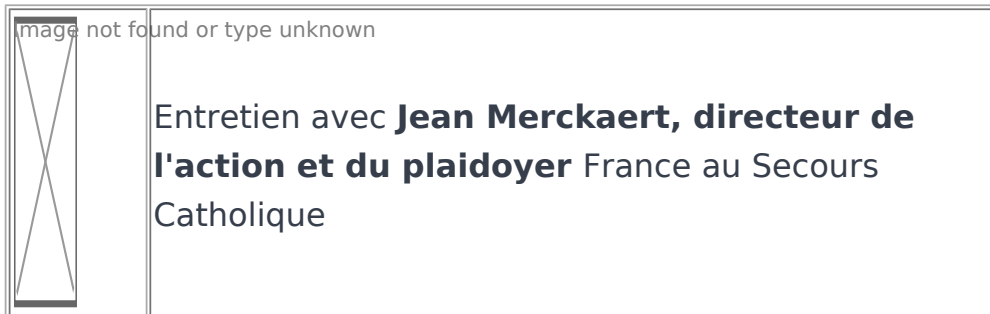 Image not found or type unknown
Entretien avec Jean Merckaert, directeur de
l'action et du plaidoyer France au Secours
Catholique